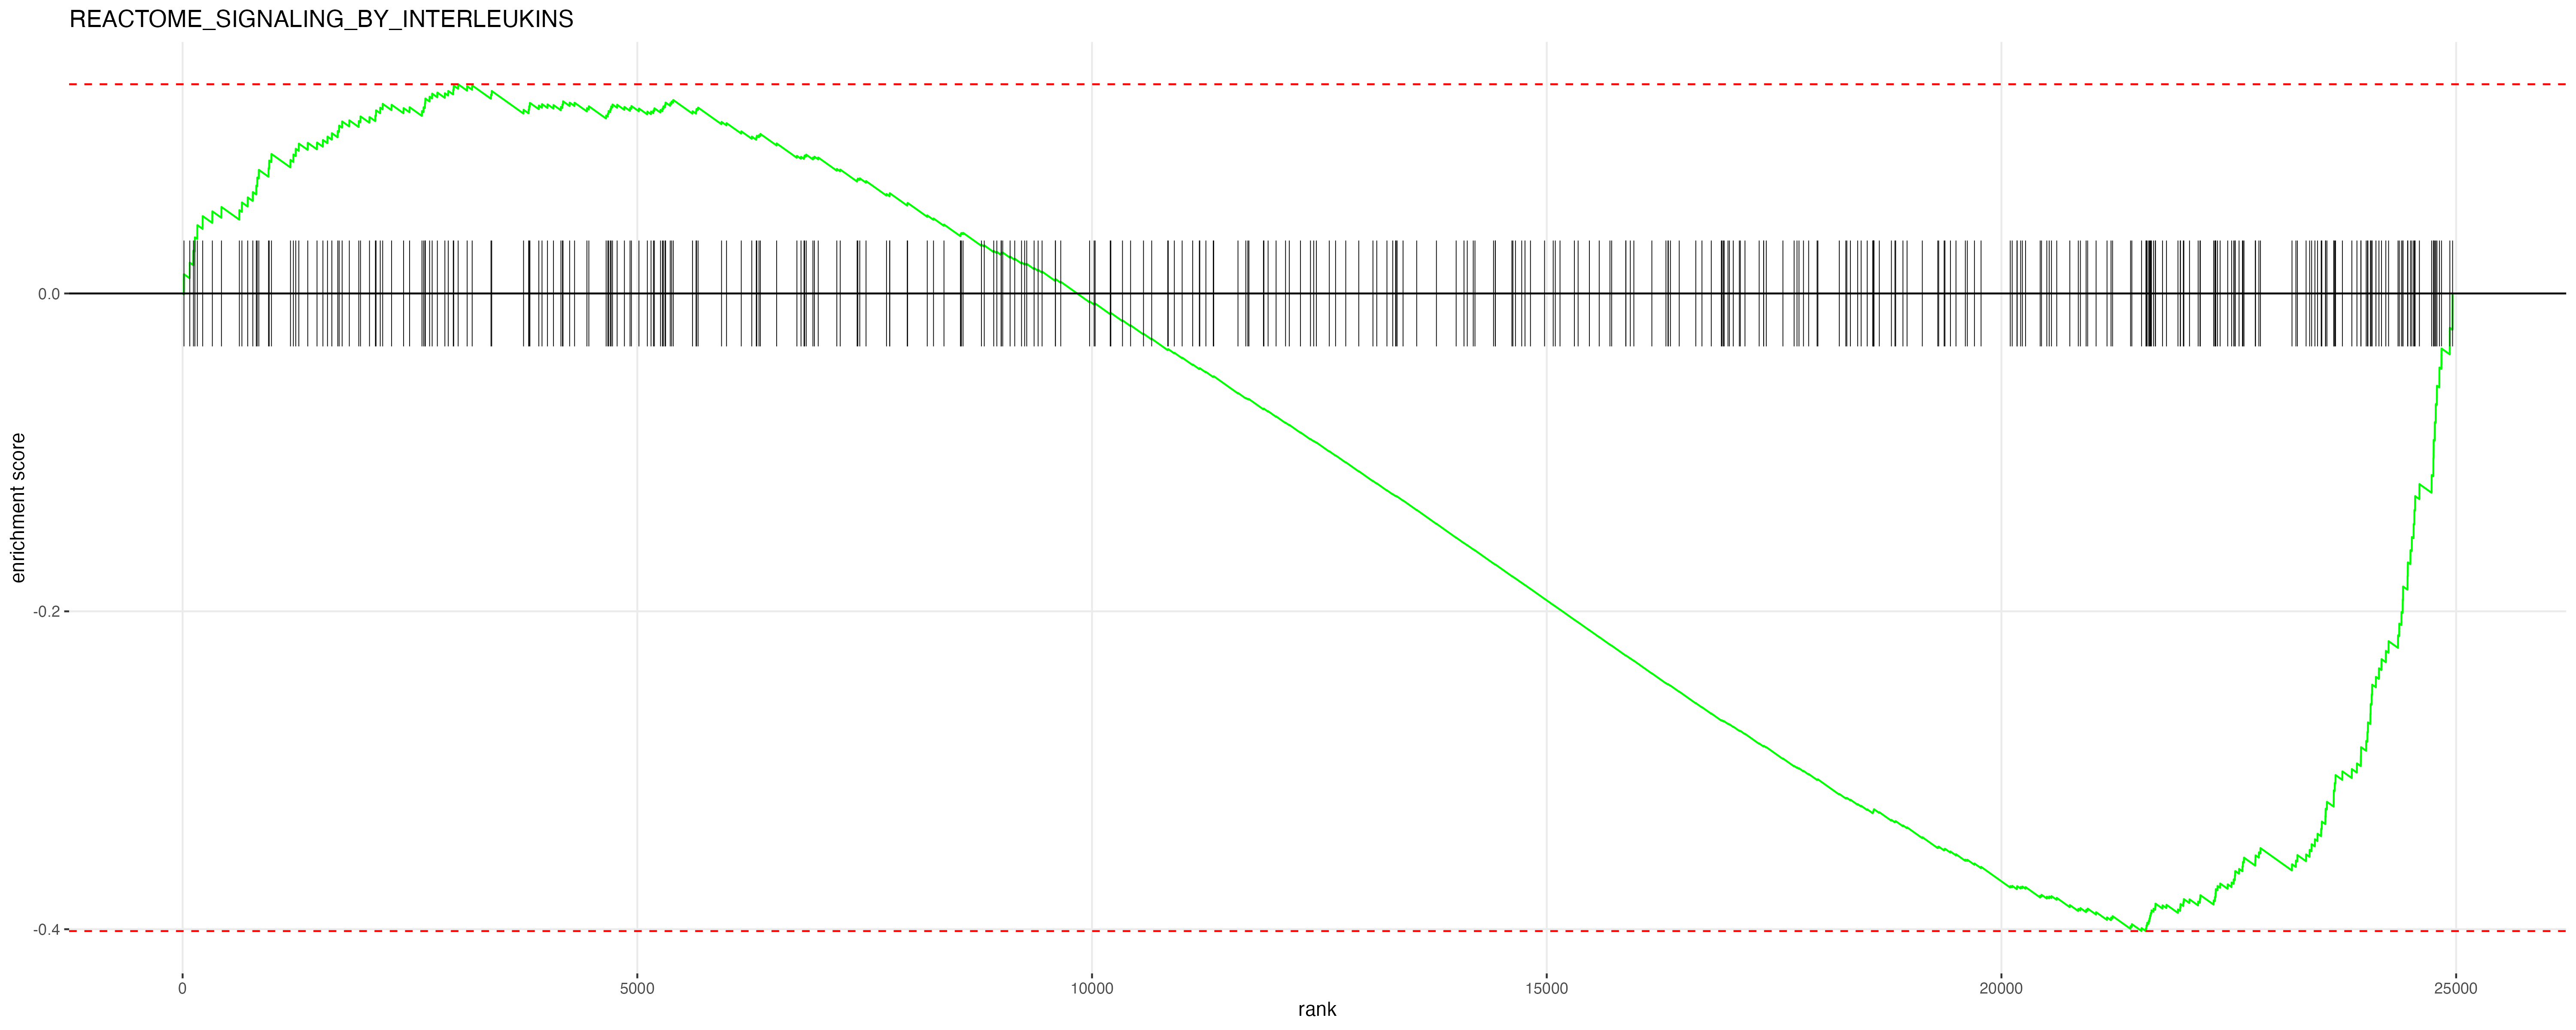 REACTOME_SIGNALING_BY_INTERLEUKINS
0.0
-0.2
-0.4
enrichment score
0 5000 10000 15000 20000 25000
rank